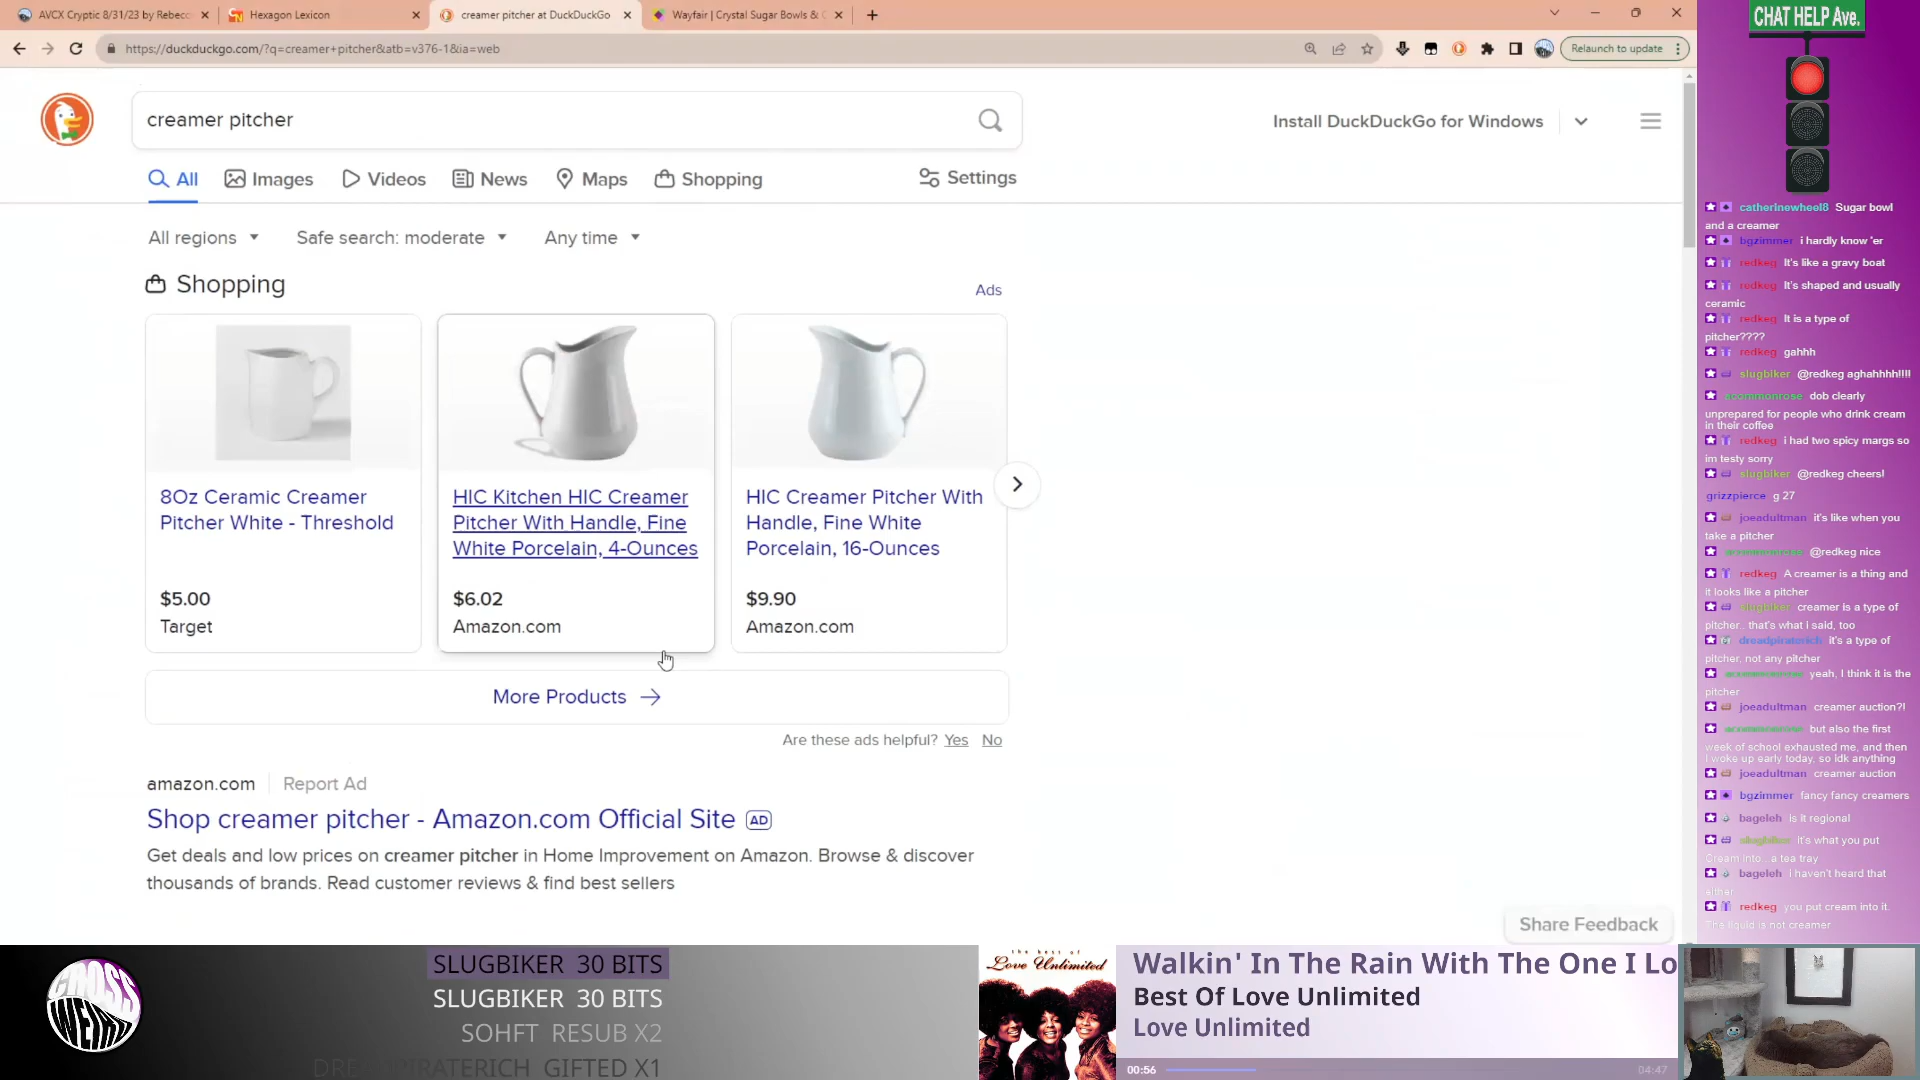 AVCX Cryptic 8/31/23 by Rebecc
Hexagon Lexicon
creamer pitcher at DuckDuckGo
Wayfair | Crystal Sugar Bowls &
https://duckduckgo.com/?q=creamer+pitcher&atb=v376-1&ia=web
Relaunch to update
creamer pitcher
Install DuckDuckGo for Windows
All
Images
Videos
News
Maps
Shopping
Settings
All regions
Safe search: moderate
Any time
Shopping
Ads
8Oz Ceramic Creamer
Pitcher White - Threshold
$5.00
Target
HIC Kitchen HIC Creamer
Pitcher With Handle, Fine
White Porcelain, 4-Ounces
$6.02
Amazon.com
HIC Creamer Pitcher With
Handle, Fine White
Porcelain, 16-Ounces
$9.90
Amazon.com
More Products
Are these ads helpful? Yes No
amazon.com
Report Ad
Shop creamer pitcher - Amazon.com Official Site AD
Get deals and low prices on creamer pitcher in Home Improvement on Amazon. Browse & discover
thousands of brands. Read customer reviews & find best sellers
Share Feedback
CHAT HELP Ave.
catherinewheel8 Sugar bowl
and a creamer
bgzimmer i hardly know 'er
redkeg It's like a gravy boat
redkeg It's shaped and usually
ceramic
redkeg It is a type of
pitcher????
redkeg gahhh
slugbiker @redkeg aghahhhh!!!!
acommonrose dob clearly
unprepared for people who drink cream
in their coffee
redkeg i had two spicy margs so
im testy sorry
slugbiker @redkeg cheers!
grizzpierce g 27
joeadultman it's like when you
take a pitcher
acommonrose @redkeg nice
redkeg A creamer is a thing and
it looks like a pitcher
slugbiker creamer is a type of
pitcher.. that's what i said, too
dreadpiraterich it's a type of
pitcher, not any pitcher
acommonrose yeah, I think it is the
pitcher
joeadultman creamer auction?!
acommonrose but also the first
week of school exhausted me, and then
I woke up early today, so idk anything
joeadultman creamer auction
bgzimmer fancy fancy creamers
bageleh Is it regional
slugbiker It's what you put
Cream into...a tea tray
bageleh I haven't heard that
either
redkeg you put cream into it.
The liquid is not creamer
CROSS
WEIRD
SLUGBIKER 30 BITS
SLUGBIKER 30 BITS
SOHFT RESUB X2
DREADPIRATERICH GIFTED X1
the best of
Love Unlimited
Walkin' In The Rain With The One I Lo
Best Of Love Unlimited
Love Unlimited
00:56
04:47